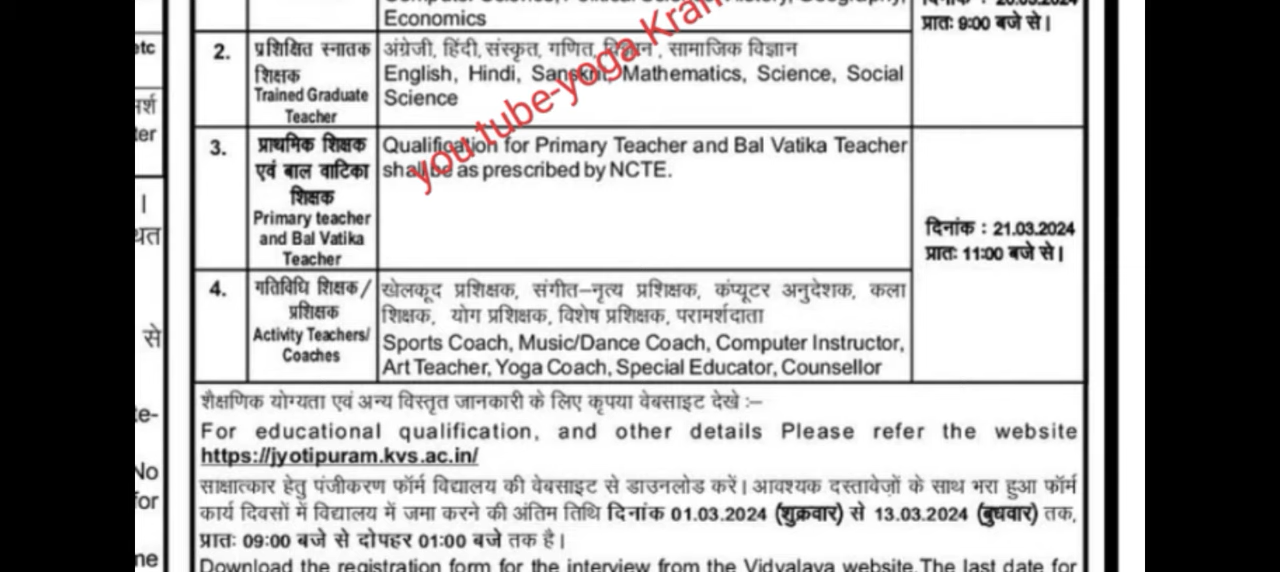 Economics
प्रातः 9:00 बजे से।
etc
2.
प्रशिक्षित स्नातक
शिक्षक
Trained Graduate
Teacher
अंग्रेजी, हिंदी, संस्कृत, गणित, विज्ञान, सामाजिक विज्ञान
English, Hindi, Sanskrit, Mathematics, Science, Social
Science
3.
प्राथमिक शिक्षक
एवं बाल वाटिका
शिक्षक
Primary teacher
and Bal Vatika
Teacher
Qualification for Primary Teacher and Bal Vatika Teacher
shall be as prescribed by NCTE.
दिनांक : 21.03.2024
प्रातः 11:00 बजे से।
4.
गतिविधि शिक्षक/
प्रशिक्षक
Activity Teachers/
Coaches
खेलकूद प्रशिक्षक, संगीत–नृत्य प्रशिक्षक, कंप्यूटर अनुदेशक, कला
शिक्षक, योग प्रशिक्षक, विशेष प्रशिक्षक, परामर्शदाता
Sports Coach, Music/Dance Coach, Computer Instructor,
Art Teacher, Yoga Coach, Special Educator, Counsellor
से
शैक्षणिक योग्यता एवं अन्य विस्तृत जानकारी के लिए कृपया वेबसाइट देखे :–
For educational qualification, and other details Please refer the website
https://jyotipuram.kvs.ac.in/
साक्षात्कार हेतु पंजीकरण फॉर्म विद्यालय की वेबसाइट से डाउनलोड करें। आवश्यक दस्तावेज़ों के साथ भरा हुआ फॉर्म
कार्य दिवसों में विद्यालय में जमा करने की अंतिम तिथि दिनांक 01.03.2024 (शुक्रवार) से 13.03.2024 (बुधवार) तक,
प्रातः 09:00 बजे से दोपहर 01:00 बजे तक है।
Download the registration form for the interview from the Vidyalaya website.The last date for
you tube-yoga Kran